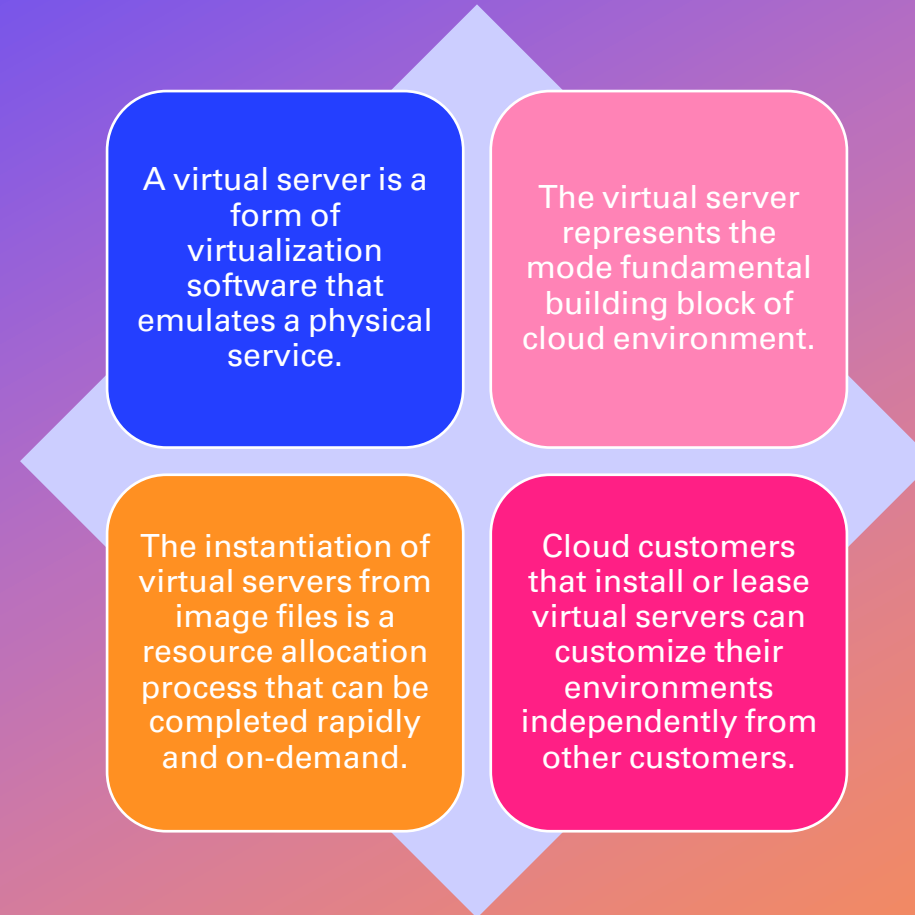 A virtual server is a
form of
virtualization
software that
emulates a physical
service.
The virtual server
represents the
mode fundamental
building block of
cloud environment.
The instantiation of
virtual servers from
image files is a
resource allocation
process that can be
completed rapidly
and on-demand.
Cloud customers
that install or lease
virtual servers can
customize their
environments
independently from
other customers.